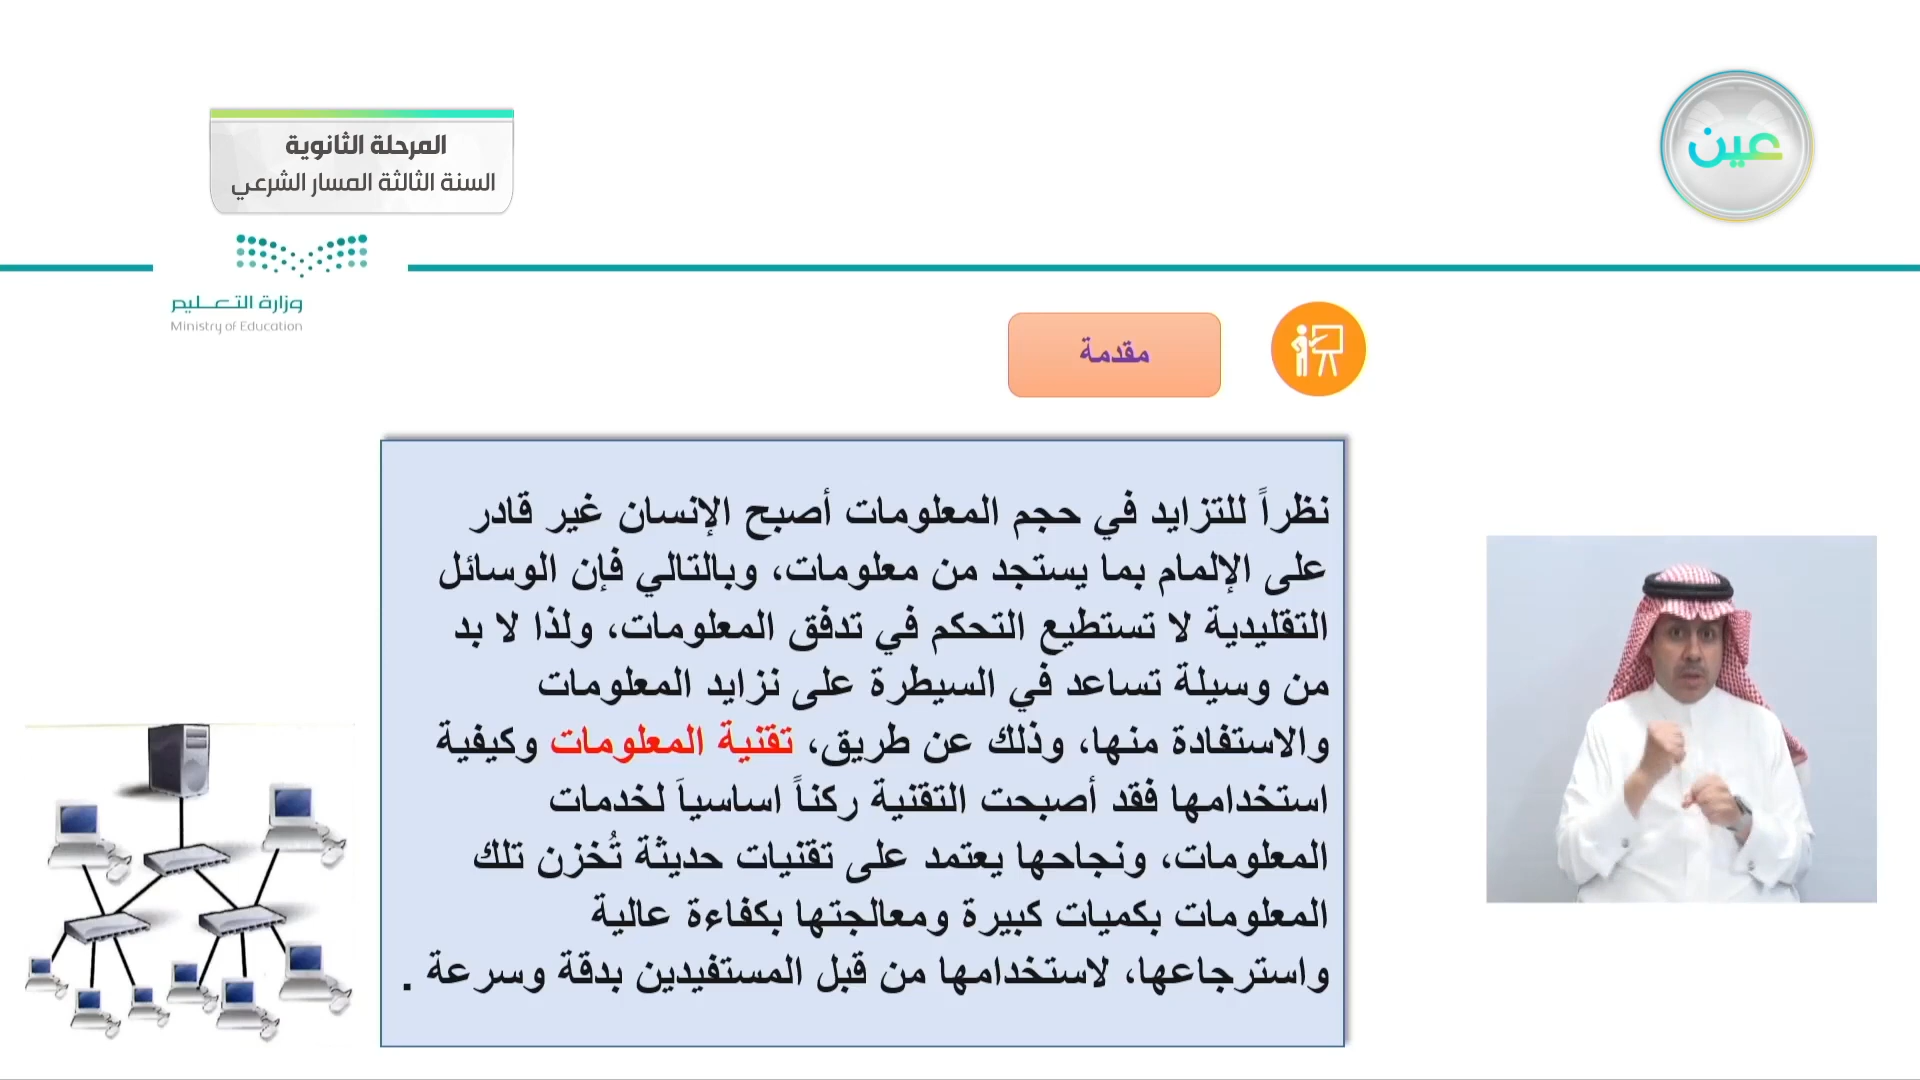 عين
المرحلة الثانوية
السنة الثالثة المسار الشرعي
وزارة التعليم
Ministry of Education
مقدمة
نظراً للتزايد في حجم المعلومات أصبح الإنسان غير قادر
على الإلمام بما يستجد من معلومات، وبالتالي فإن الوسائل
التقليدية لا تستطيع التحكم في تدفق المعلومات، ولذا لا بد
من وسيلة تساعد في السيطرة على نزايد المعلومات
والاستفادة منها، وذلك عن طريق، تقنية المعلومات وكيفية
استخدامها فقد أصبحت التقنية ركناً اساسياَ لخدمات
المعلومات، ونجاحها يعتمد على تقنيات حديثة تُخزن تلك
المعلومات بكميات كبيرة ومعالجتها بكفاءة عالية
واسترجاعها، لاستخدامها من قبل المستفيدين بدقة وسرعة .